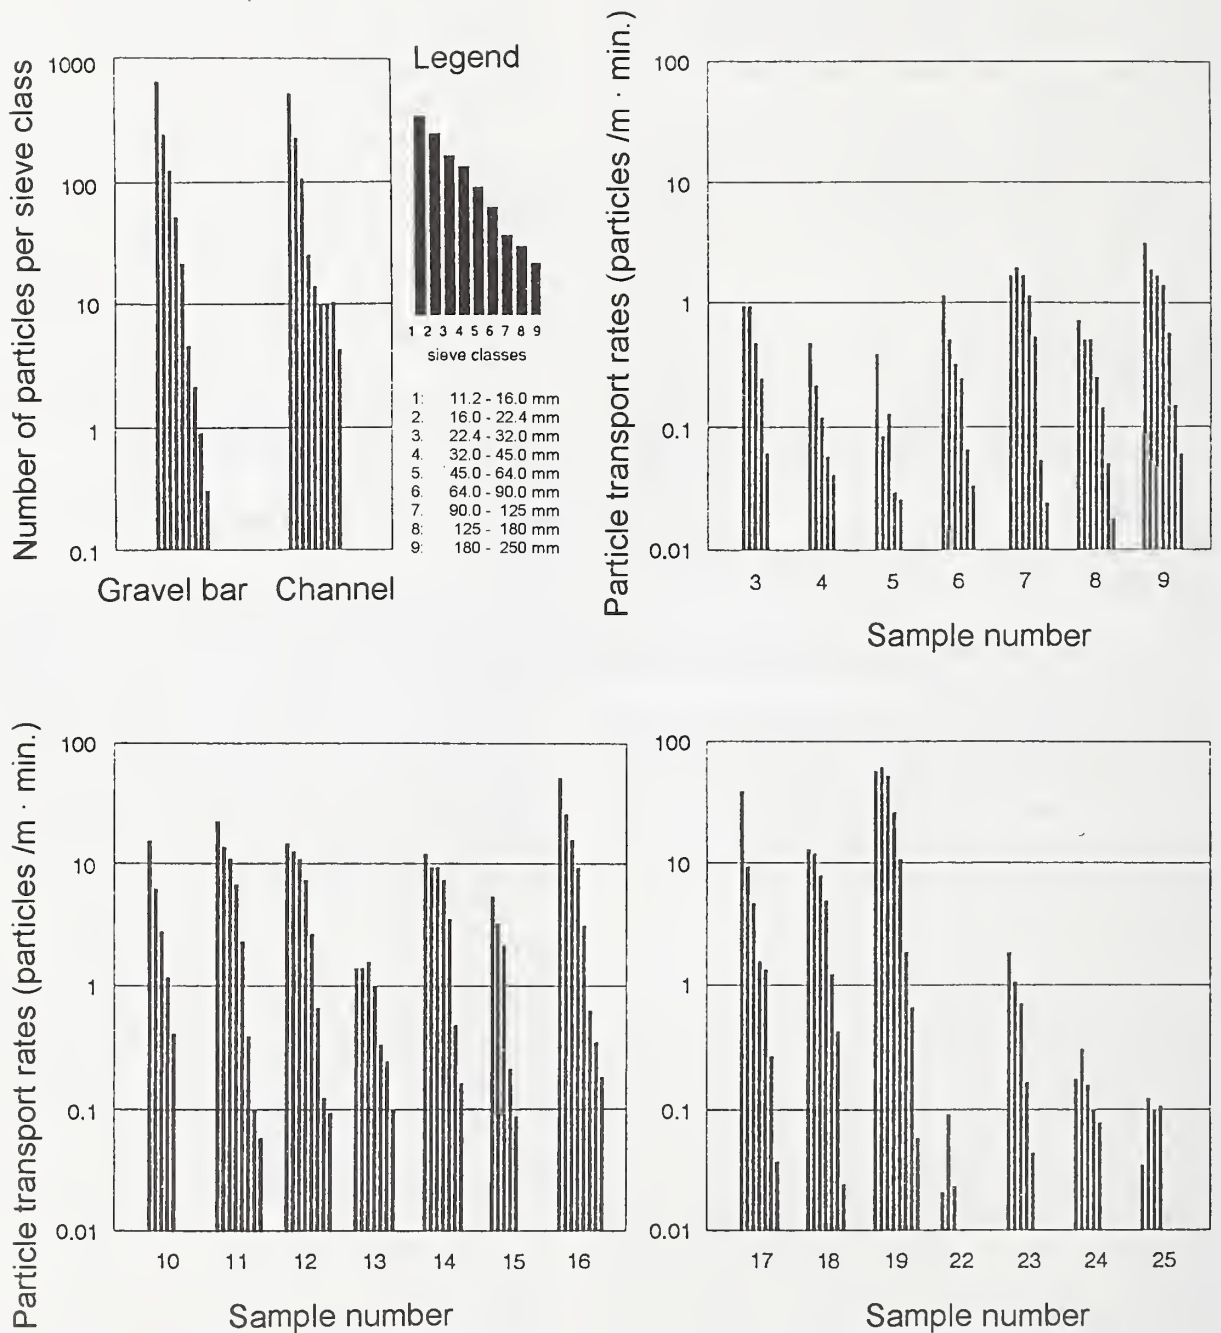 Number of particles per sieve class
1000
100
10
1
0.1
Gravel bar Channel
Legend
1 2 3 4 5 6 7 8 9
sieve classes
1: 11.2 - 16.0 mm
2: 16.0 - 22.4 mm
3. 22.4 - 32.0 mm
4: 32.0 - 45.0 mm
5: 45.0 - 64.0 mm
6: 64.0 - 90.0 mm
7: 90.0 - 125 mm
8: 125 - 180 mm
9: 180 - 250 mm
Particle transport rates (particles /m · min.)
100
10
1
0.1
0.01
3 4 5 6 7 8 9
Sample number
Particle transport rates (particles /m · min.)
100
10
1
0.1
0.01
10 11 12 13 14 15 16
Sample number
100
10
1
0.1
0.01
17 18 19 22 23 24 25
Sample number